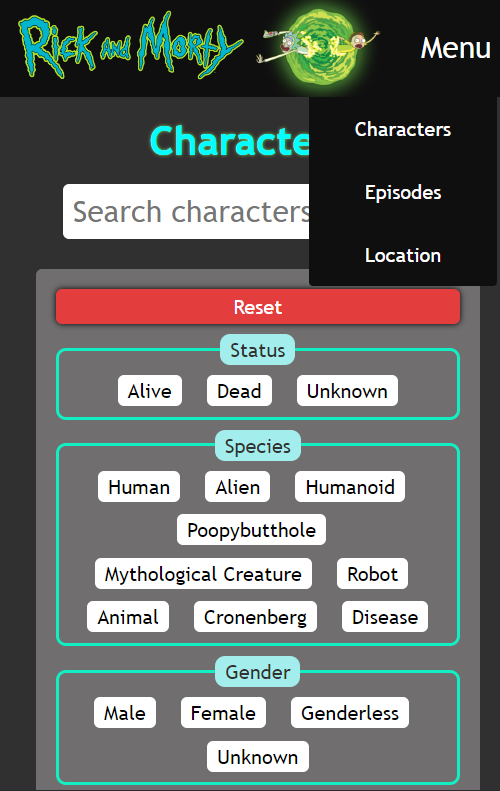 Rick and Morty
Menu
Characters
Episodes
Location
Characte
Search characters
Reset
Status
Alive Dead Unknown
Species
Human Alien Humanoid
Poopybutthole
Mythological Creature Robot
Animal Cronenberg Disease
Gender
Male Female Genderless
Unknown